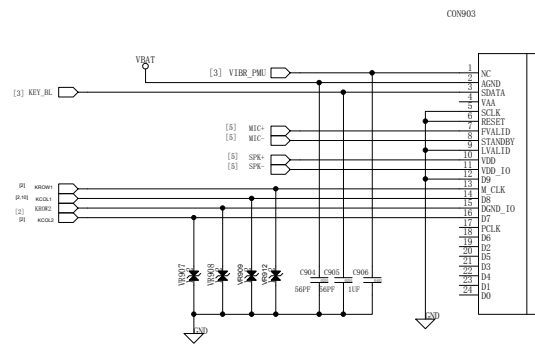 CON903
VBAT
[3] VIBR_PMU
[3] KEY_BL
[5] MIC+
[5] MIC-
[5] SPK+
[5] SPK-
[2] KROW1
[2,10] KCOL1
[2] KROW2
[2] KCOL2
1 NC
2 AGND
3 SDATA
4 VAA
5 SCLK
6 RESET
7 FVALID
8 STANDBY
9 LVALID
10 VDD
11 VDD_IO
12 D9
13 M_CLK
14 D8
15 DGND_IO
16 D7
17 PCLK
18 D6
19 D2
20 D5
21 D3
22 D4
23 D1
24 D0
VR907
VR908
VR909
VR912
C904 C905 C906
56PF 56PF 1UF
GND
GND